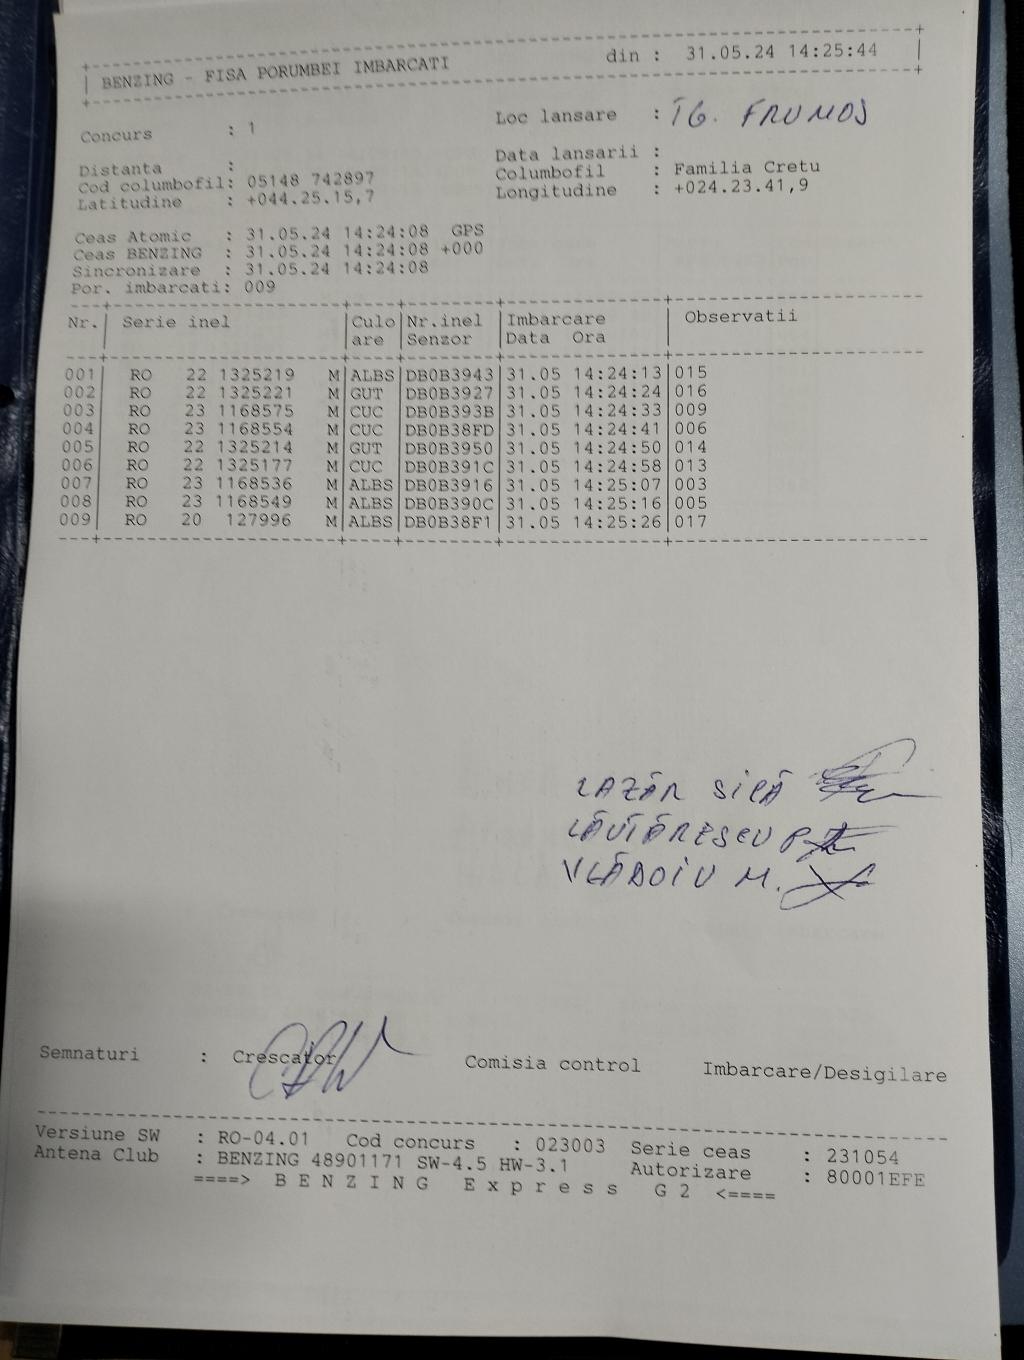 BENZING - FISA PORUMBEI IMBARCATI din : 31.05.24 14:25:44
Concurs : 1 Loc lansare : TG. FRUMOS
Distanta : Data lansarii :
Cod columbofil: 05148 742897 Columbofil : Familia Cretu
Latitudine : +044.25.15,7 Longitudine : +024.23.41,9
Ceas Atomic : 31.05.24 14:24:08 GPS
Ceas BENZING : 31.05.24 14:24:08 +000
Sincronizare : 31.05.24 14:24:08
Por. imbarcati: 009
Nr.| Serie inel |Culo|Nr.inel |Imbarcare | Observatii
| |are |Senzor |Data Ora |
001| RO 22 1325219 M|ALBS|DB0B3943|31.05 14:24:13|015
002| RO 22 1325221 M|GUT |DB0B3927|31.05 14:24:24|016
003| RO 23 1168575 M|CUC |DB0B393B|31.05 14:24:33|009
004| RO 23 1168554 M|CUC |DB0B38FD|31.05 14:24:41|006
005| RO 22 1325214 M|GUT |DB0B3950|31.05 14:24:50|014
006| RO 22 1325177 M|CUC |DB0B391C|31.05 14:24:58|013
007| RO 23 1168536 M|ALBS|DB0B3916|31.05 14:25:07|003
008| RO 23 1168549 M|ALBS|DB0B390C|31.05 14:25:16|005
009| RO 20 127996 M|ALBS|DB0B38F1|31.05 14:25:26|017
LAZĂR
LĂUTĂRESCU P
VLĂDOIU M.
Semnaturi : Crescator Comisia control Imbarcare/Desigilare
Versiune SW : RO-04.01 Cod concurs : 023003 Serie ceas : 231054
Antena Club : BENZING 48901171 SW-4.5 HW-3.1 Autorizare : 80001EFE
====> B E N Z I N G E x p r e s s G 2 <====